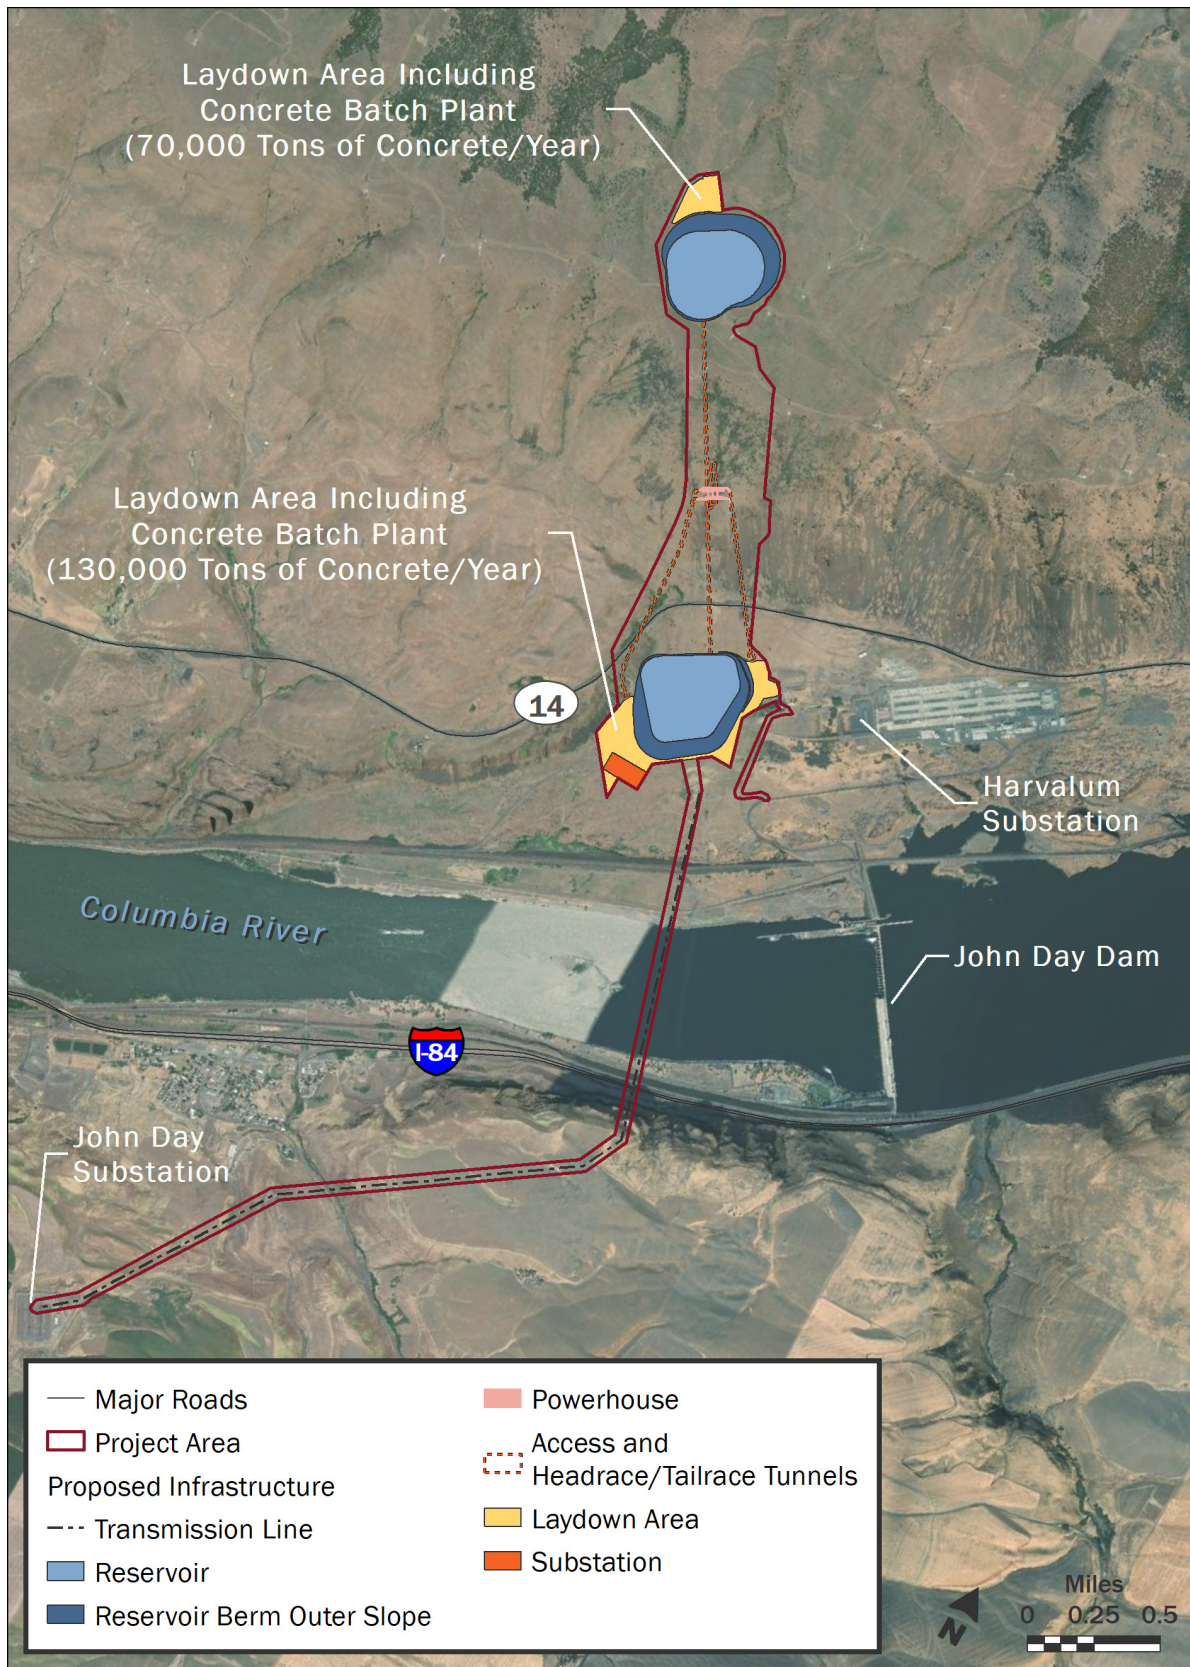 Laydown Area Including
Concrete Batch Plant
(70,000 Tons of Concrete/Year)
Laydown Area Including
Concrete Batch Plant
(130,000 Tons of Concrete/Year)
14
Harvalum
Substation
Columbia River
John Day Dam
I-84
John Day
Substation
Major Roads
Project Area
Proposed Infrastructure
Transmission Line
Reservoir
Reservoir Berm Outer Slope
Powerhouse
Access and
Headrace/Tailrace Tunnels
Laydown Area
Substation
N
Miles
0 0.25 0.5